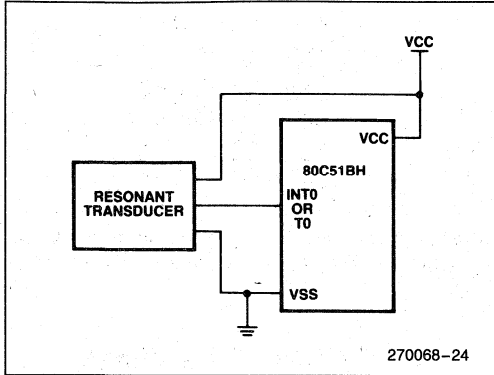 VCC
VCC
80C51BH
RESONANT
TRANSDUCER
INT0
OR
T0
VSS
270068-24